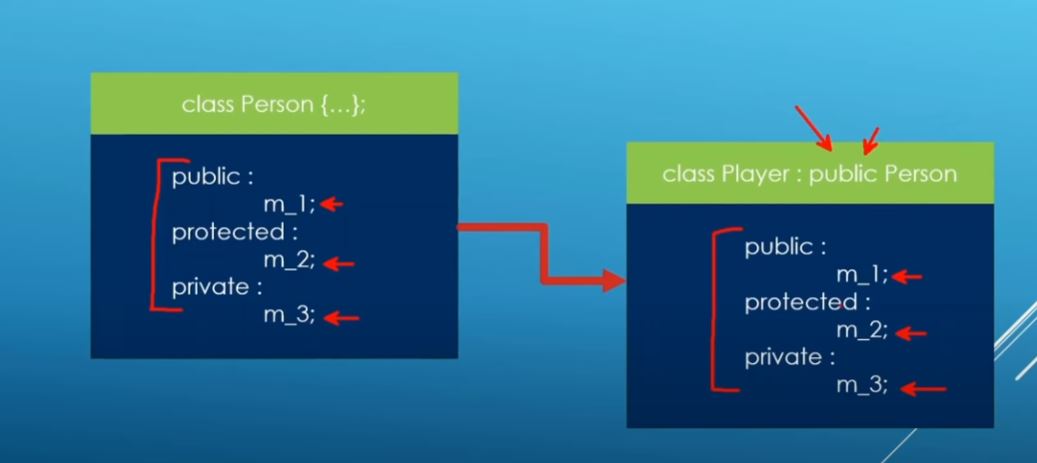 class Person {...};
public :
m_1;
protected :
m_2;
private :
m_3;
class Player : public Person
public :
m_1;
protected :
m_2;
private :
m_3;